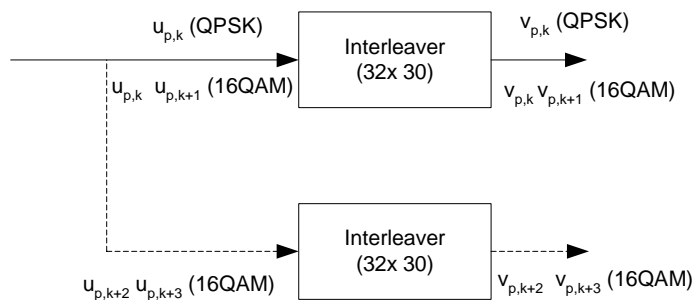 u_{p,k} (QPSK)
u_{p,k} u_{p,k+1} (16QAM)
Interleaver
(32x 30)
v_{p,k} (QPSK)
v_{p,k} v_{p,k+1} (16QAM)
u_{p,k+2} u_{p,k+3} (16QAM)
Interleaver
(32x 30)
v_{p,k+2} v_{p,k+3} (16QAM)